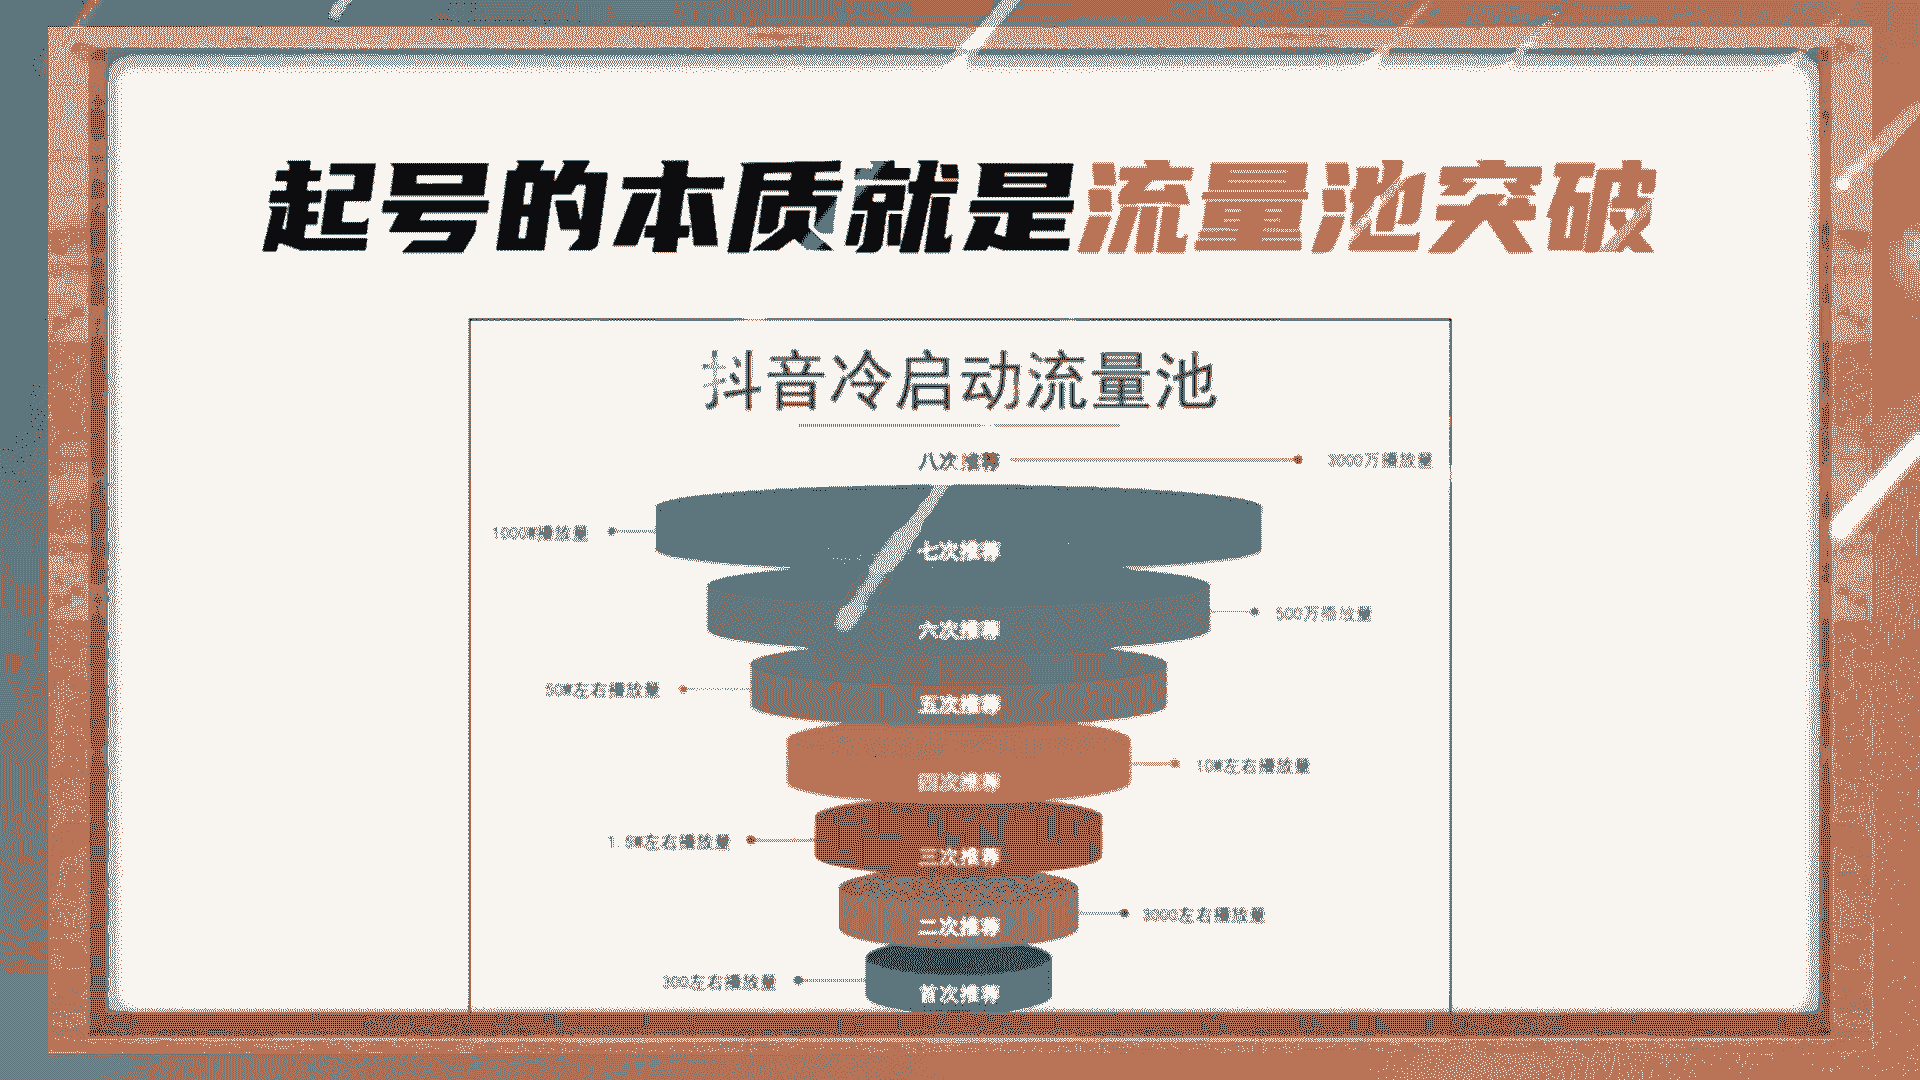 起号的本质就是流量池突破
抖音冷启动流量池
八次推荐
3000万播放量
1000W播放量
七次推荐
500万播放量
六次推荐
50W左右播放量
五次推荐
10W左右播放量
四次推荐
1.5W左右播放量
三次推荐
3000左右播放量
二次推荐
300左右播放量
首次推荐